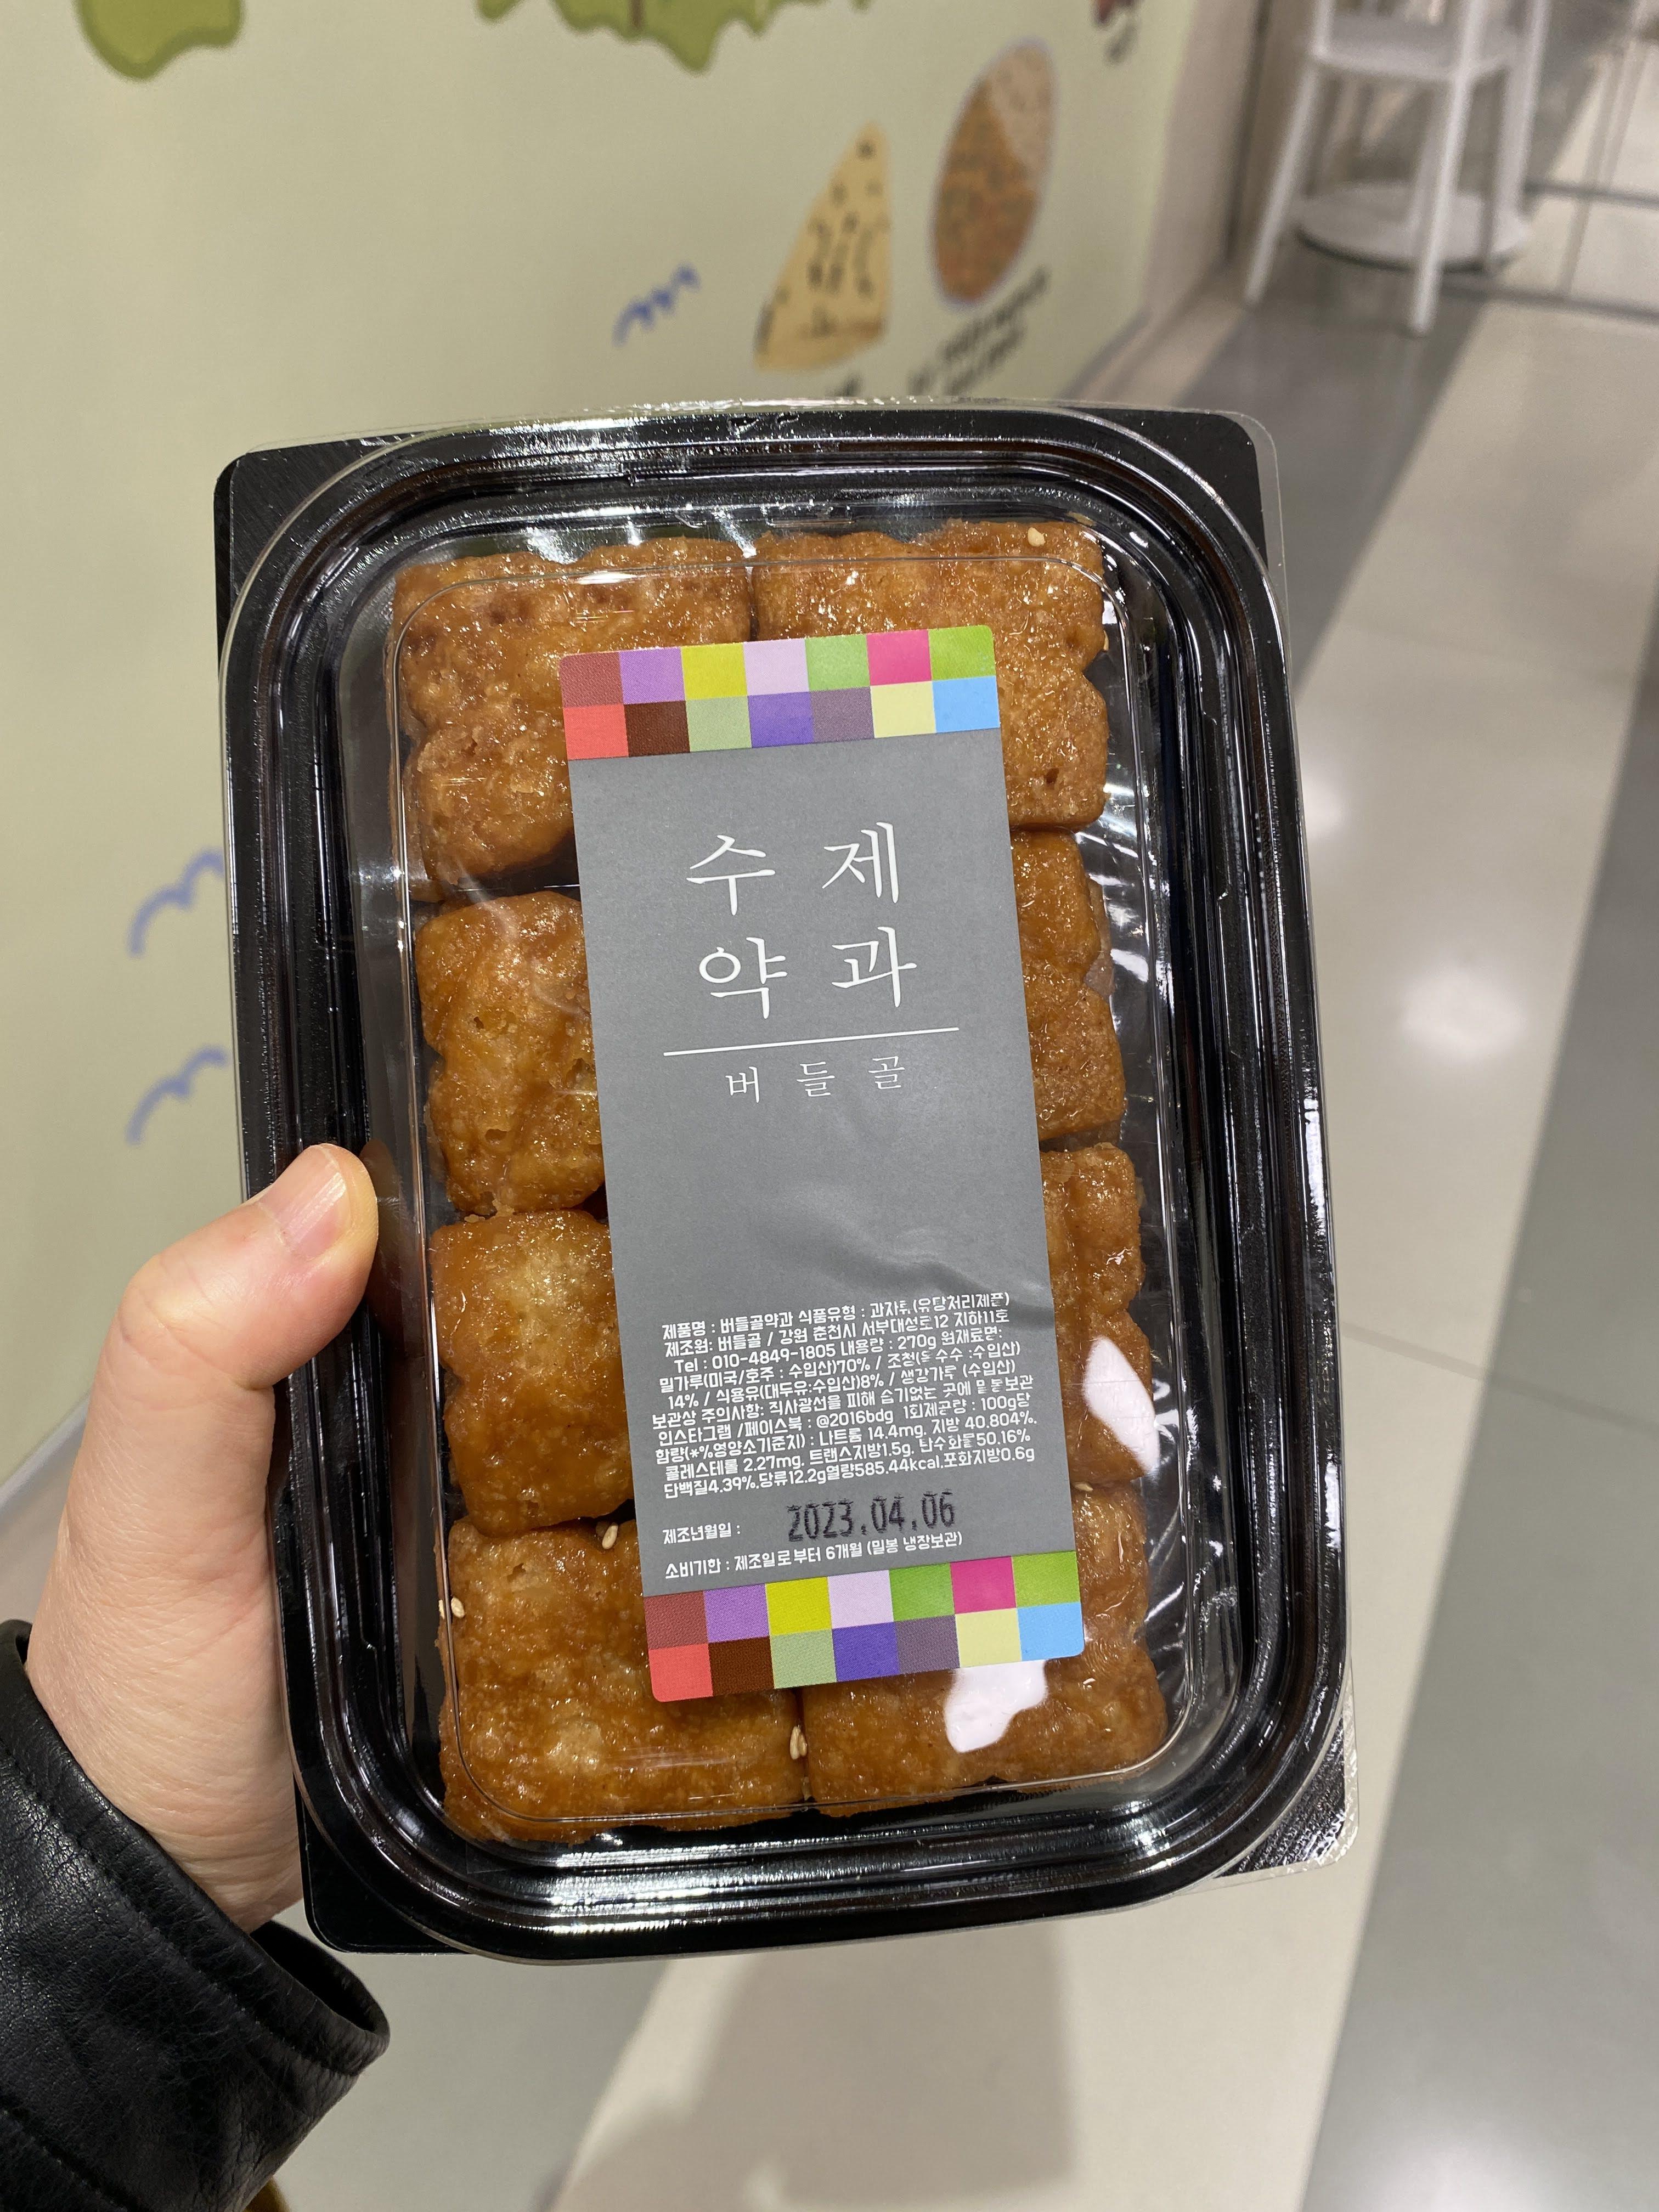 수제
약과
버들골
제품명 : 버들골약과 식품유형 : 과자류(유탕처리제품)
제조원: 버들골 / 강원 춘천시 서부대성로12 지하11호
Tel : 010-4849-1805 내용량 : 270g 원재료명:
밀가루(미국/호주 : 수입산)70% / 조청(옥수수 :수입산)
14% / 식용유(대두유:수입산)8% / 생강가루 (수입산)
보관상 주의사항: 직사광선을 피해 습기없는 곳에 밀봉보관
인스타그램 /페이스북 : @2016bdg 1회제공량 : 100g당
함량(*%영양소기준치) : 나트륨 14.4mg. 지방 40.804%.
콜레스테롤 2.27mg. 트랜스지방1.5g. 탄수화물50.16%
단백질4.39%.당류12.2g열량585.44kcal.포화지방0.6g
제조년월일 : 2023.04.06
소비기한 : 제조일로부터 6개월 (밀봉 냉장보관)